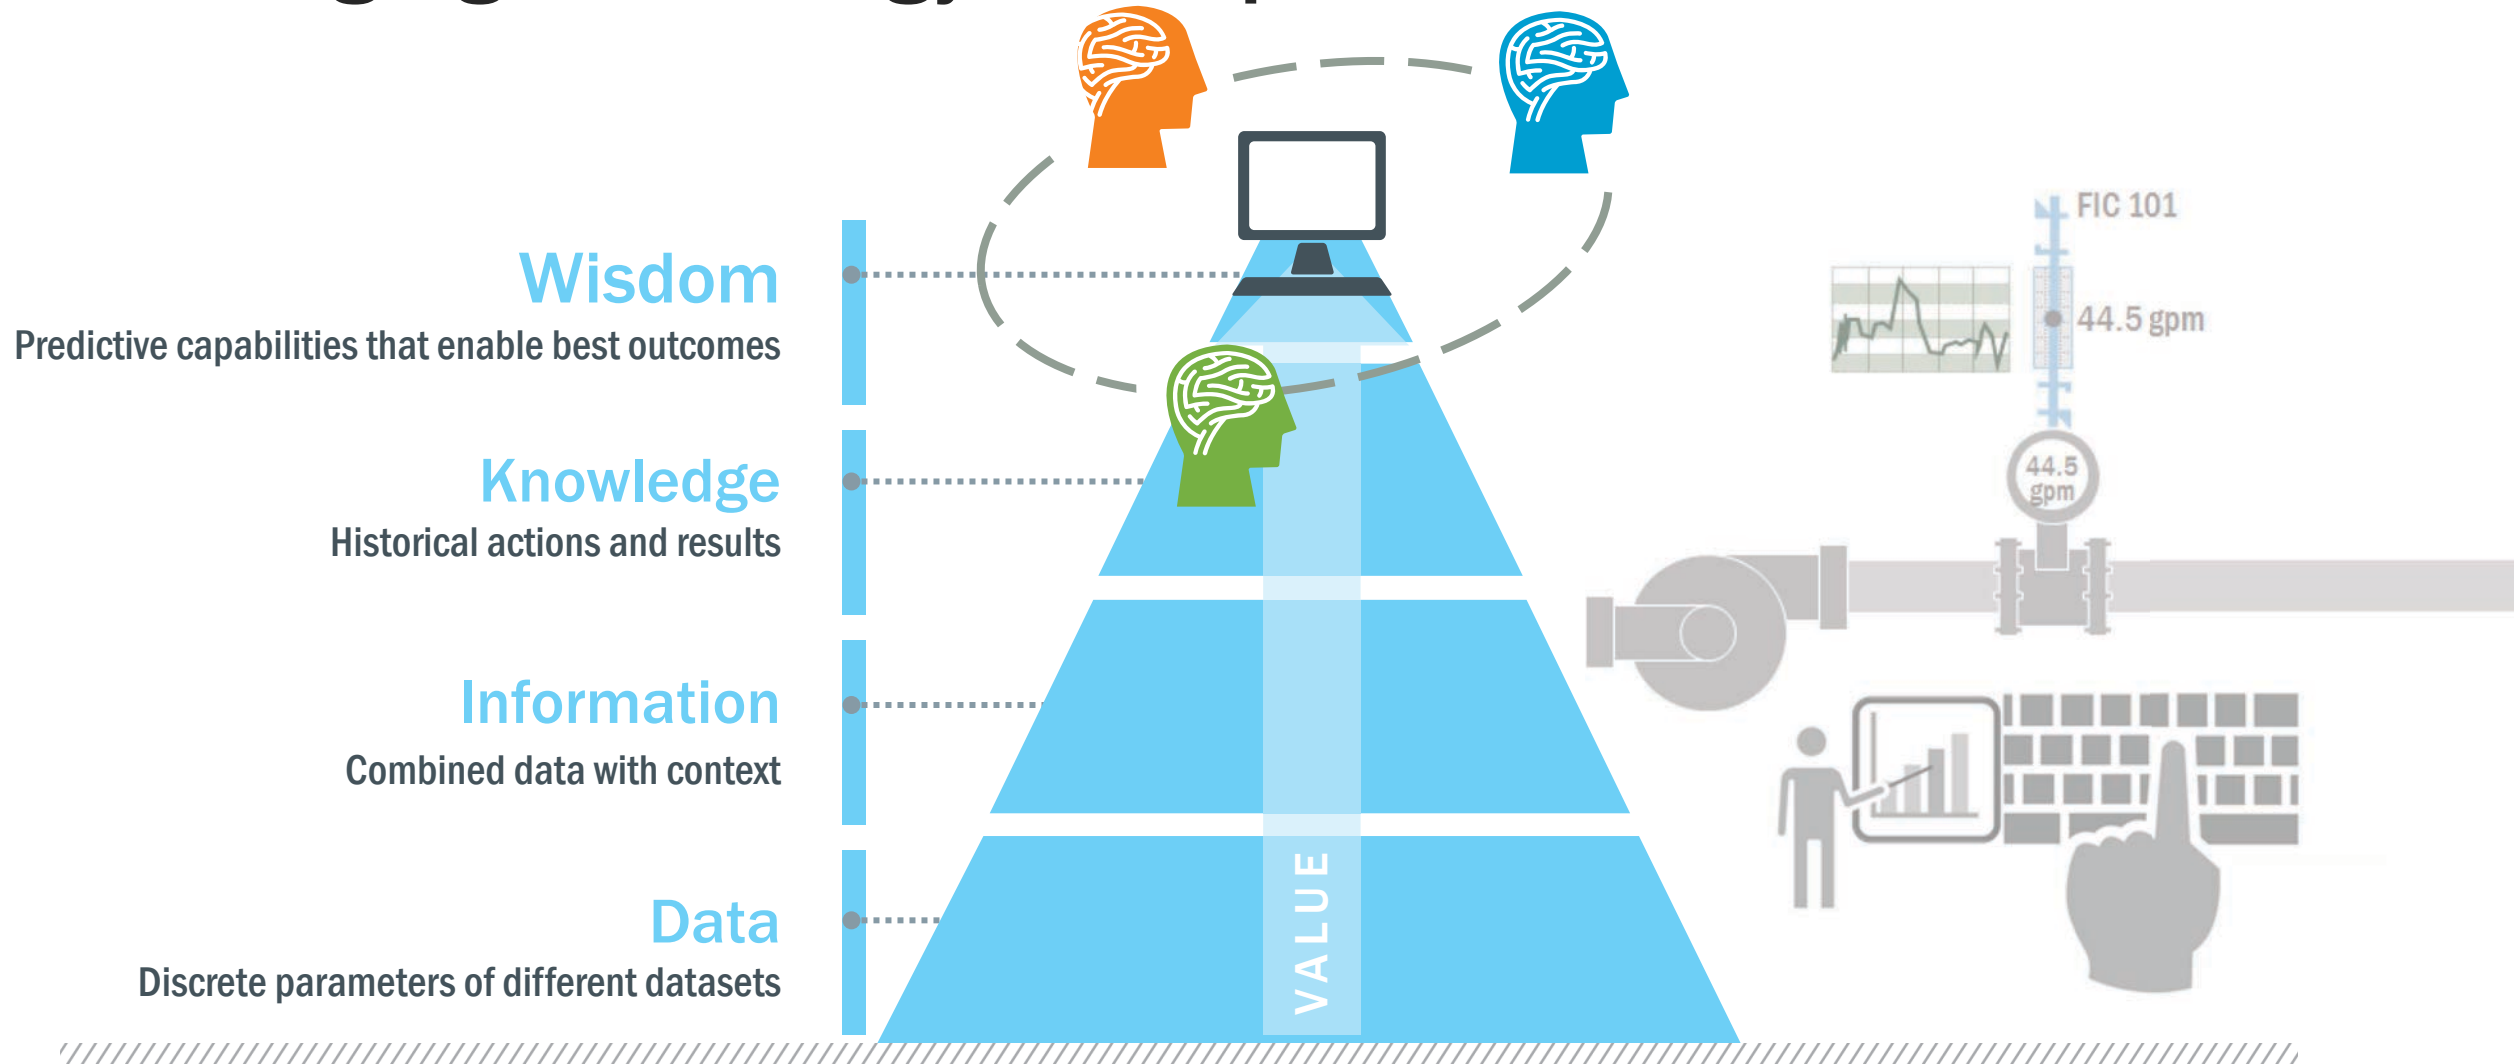 Wisdom
Predictive capabilities that enable best outcomes
Knowledge
Historical actions and results
Information
Combined data with context
Data
Discrete parameters of different datasets
VALUE
FIC 101
44.5 gpm
44.5
gpm